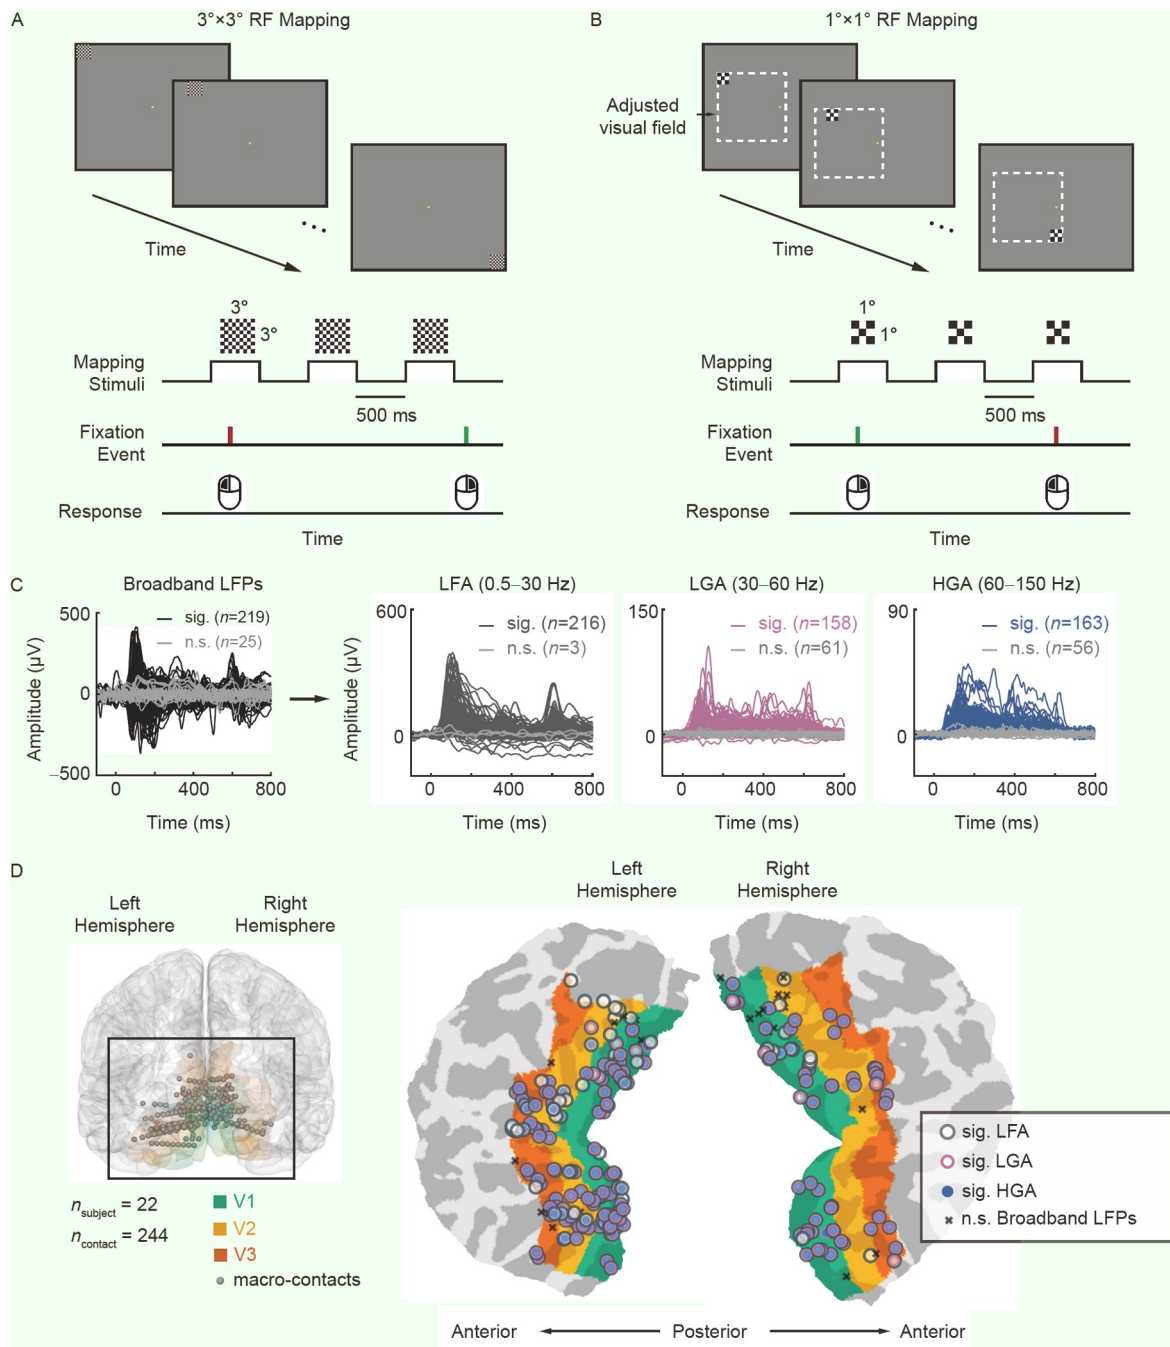 A
3°×3° RF Mapping
Time
3°
3°
Mapping
Stimuli
500 ms
Fixation
Event
Response
Time
B
1°×1° RF Mapping
Adjusted
visual field
Time
1°
1°
Mapping
Stimuli
500 ms
Fixation
Event
Response
Time
C
Broadband LFPs
500
0
−500
Amplitude (µV)
sig. (n=219)
n.s. (n=25)
0
400
800
Time (ms)
LFA (0.5–30 Hz)
600
0
Amplitude (µV)
sig. (n=216)
n.s. (n=3)
0
400
800
Time (ms)
LGA (30–60 Hz)
150
0
sig. (n=158)
n.s. (n=61)
0
400
800
Time (ms)
HGA (60–150 Hz)
90
0
sig. (n=163)
n.s. (n=56)
0
400
800
Time (ms)
D
Left
Hemisphere
Right
Hemisphere
nsubject = 22
ncontact = 244
V1
V2
V3
macro-contacts
Left
Hemisphere
Right
Hemisphere
sig. LFA
sig. LGA
sig. HGA
n.s. Broadband LFPs
Anterior
Posterior
Anterior